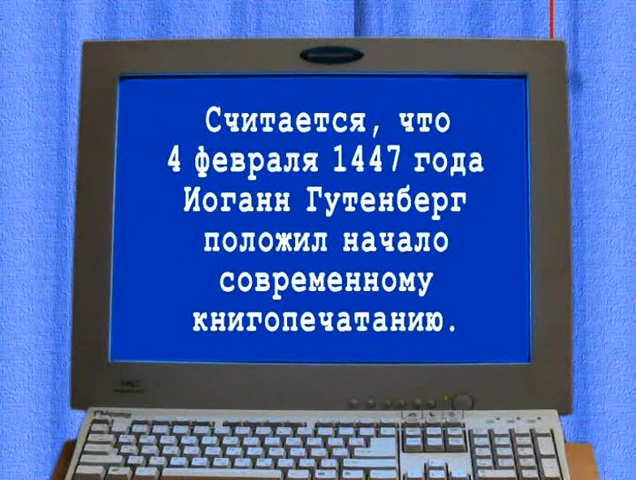 Считается, что
4 февраля 1447 года
Иоганн Гутенберг
положил начало
современному
книгопечатанию.